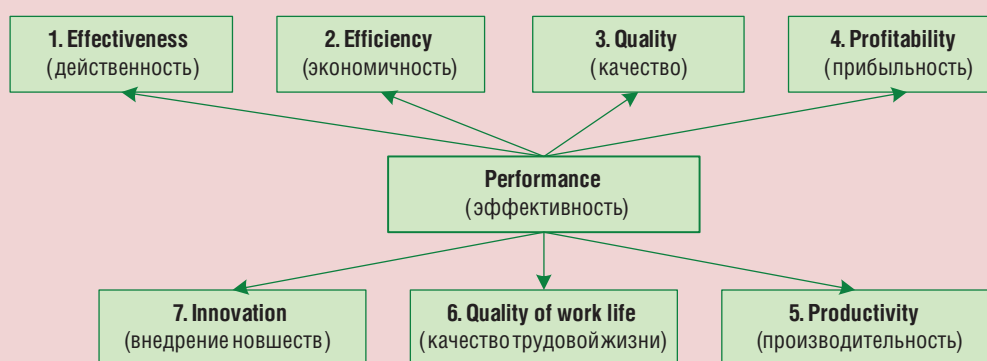 1. Effectiveness
(действенность)
2. Efficiency
(экономичность)
3. Quality
(качество)
4. Profitability
(прибыльность)
Performance
(эффективность)
7. Innovation
(внедрение новшеств)
6. Quality of work life
(качество трудовой жизни)
5. Productivity
(производительность)